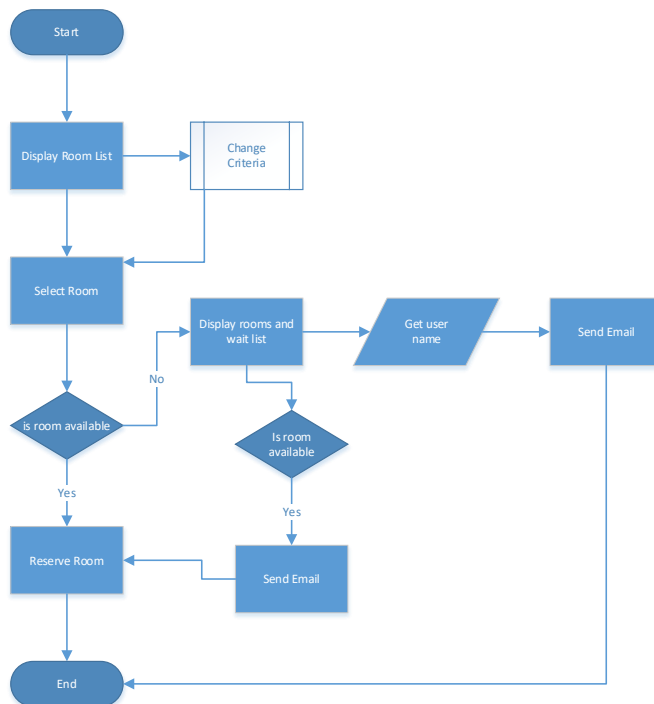 Start
Display Room List
Change
Criteria
Select Room
Display rooms and
wait list
Get user
name
Send Email
No
is room available
Is room
available
Yes
Yes
Reserve Room
Send Email
End